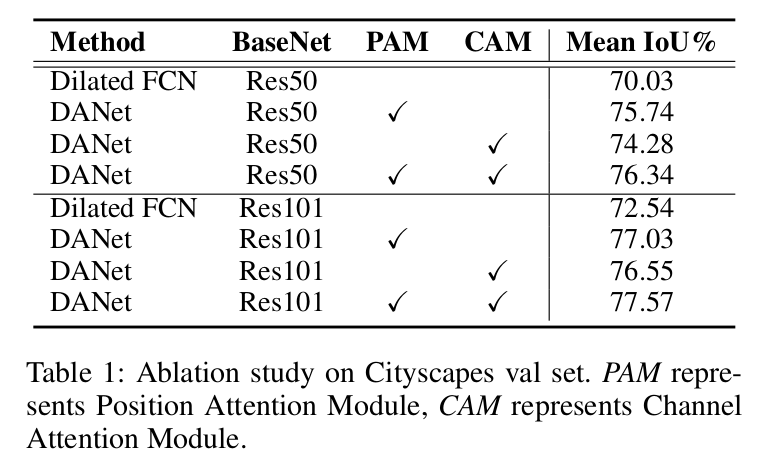 Method BaseNet PAM CAM Mean IoU%
Dilated FCN Res50 70.03
DANet Res50 ✓ 75.74
DANet Res50 ✓ 74.28
DANet Res50 ✓ ✓ 76.34
Dilated FCN Res101 72.54
DANet Res101 ✓ 77.03
DANet Res101 ✓ 76.55
DANet Res101 ✓ ✓ 77.57
Table 1: Ablation study on Cityscapes val set. PAM repre-
sents Position Attention Module, CAM represents Channel
Attention Module.